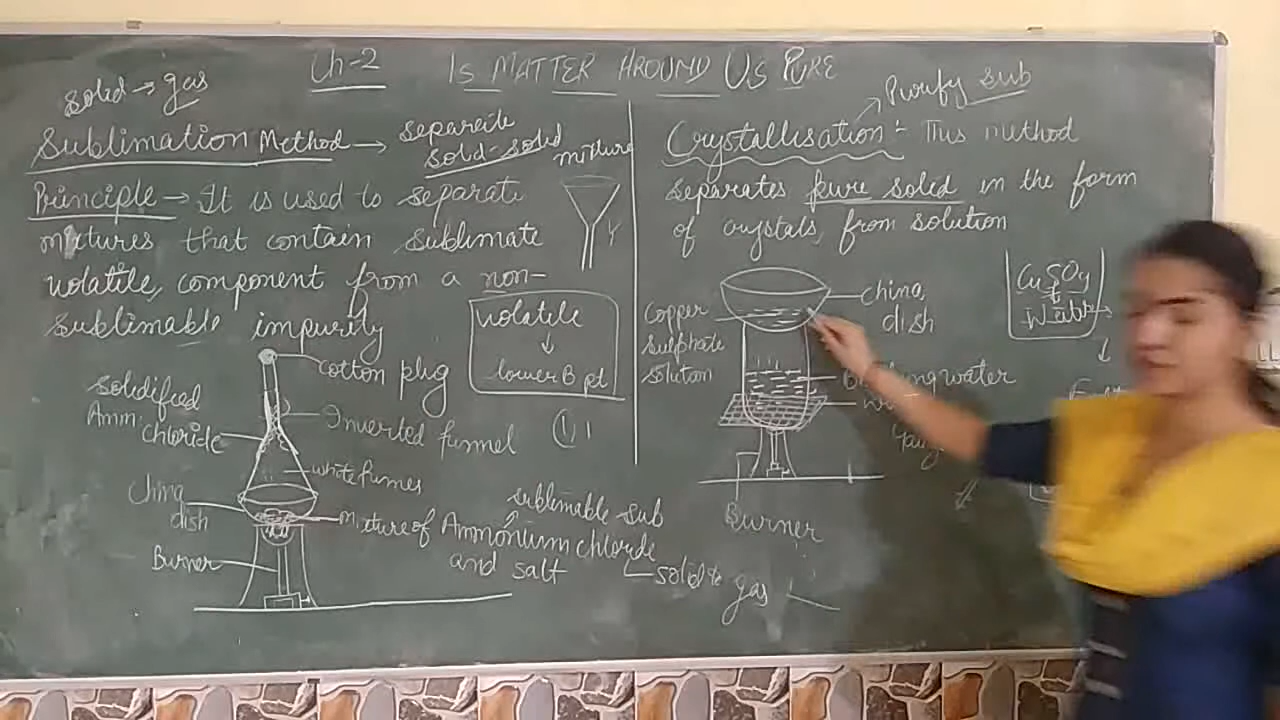 Ch-2 IS MATTER AROUND US PURE
solid → gas
Sublimation Method → separate
solid-solid mixture
Principle → It is used to separate
mixtures that contain sublimate
volatile, component from a non-
sublimable impurity
volatile
↓
lower B pt
cotton plug
solidified
Amm.
chloride
Inverted funnel
white fumes
China
dish
mixture of Ammonium chloride
and salt
sublimable sub
solid to
gas
Burner
Purify sub
Crystallisation :- This method
separates pure solid in the form
of crystals, from solution
Copper
Sulphate
Solution
China
dish
water
Burner
CuSO4
+
Water
↓